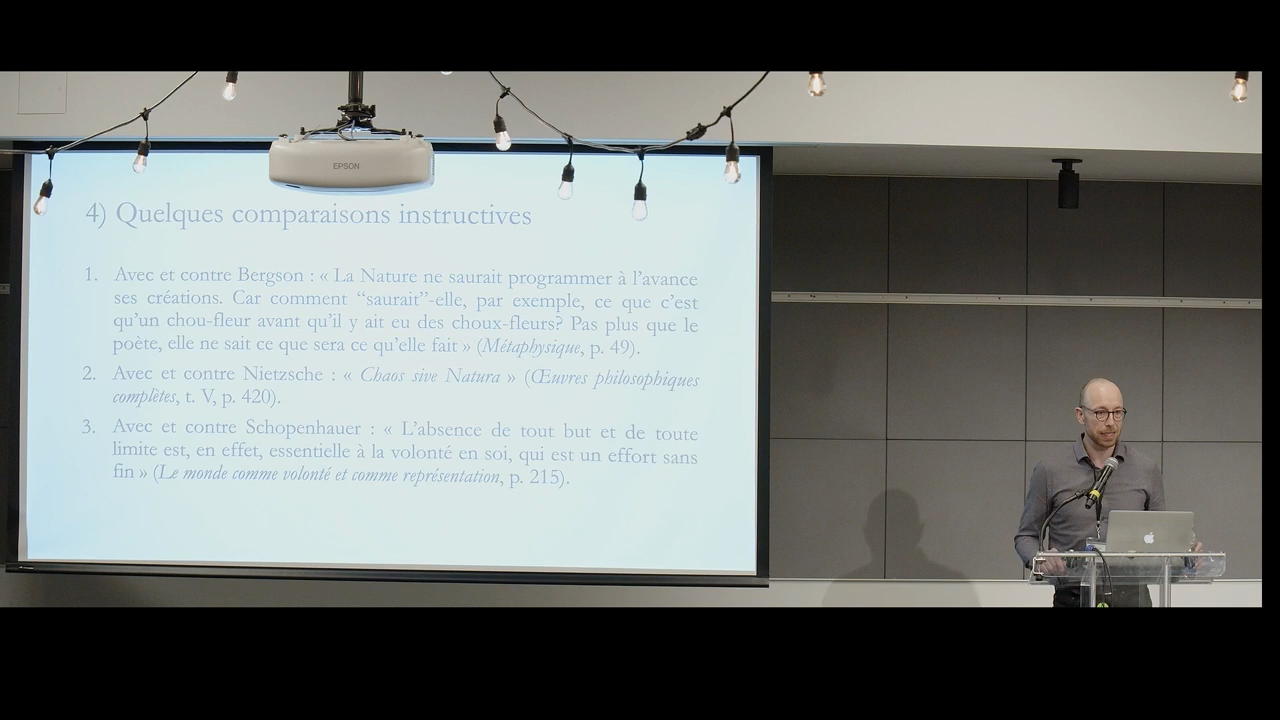 EPSON
4) Quelques comparaisons instructives
1. Avec et contre Bergson : « La Nature ne saurait programmer à l'avance
ses créations. Car comment “saurait”-elle, par exemple, ce que c'est
qu'un chou-fleur avant qu'il y ait eu des choux-fleurs? Pas plus que le
poète, elle ne sait ce que sera ce qu'elle fait » (Métaphysique, p. 49).
2. Avec et contre Nietzsche : « Chaos sive Natura » (Œuvres philosophiques
complètes, t. V, p. 420).
3. Avec et contre Schopenhauer : « L'absence de tout but et de toute
limite est, en effet, essentielle à la volonté en soi, qui est un effort sans
fin » (Le monde comme volonté et comme représentation, p. 215).